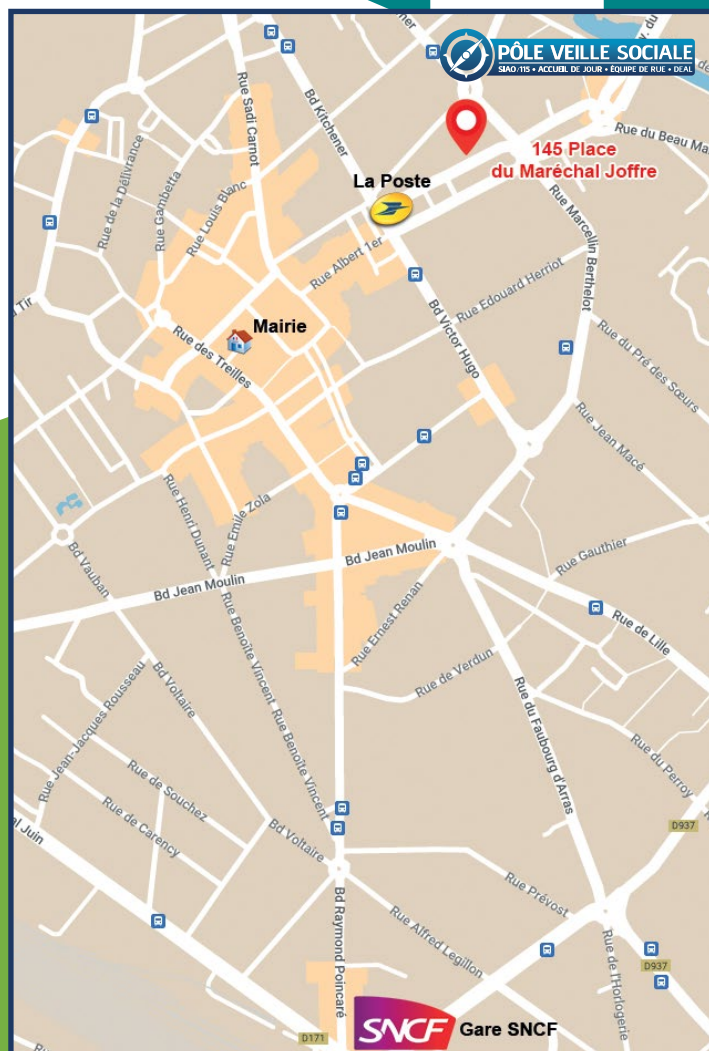 PÔLE VEILLE SOCIALE
SIAO/115 • ACCUEIL DE JOUR • ÉQUIPE DE RUE • DEAL
Rue Sadi Carnot
Bd Kitchener
145 Place
du Maréchal Joffre
La Poste
Rue de la Délivrance
Rue Gambetta
Rue Louis Blanc
Rue Albert 1er
Rue Marcellin Berthelot
Rue Edouard Herriot
Bd Victor Hugo
Tir
Mairie
Rue des Treilles
Rue du Pré des Sœurs
Rue Jean Macé
Rue Henri Dunant
Rue Emile Zola
Bd Vauban
Bd Jean Moulin
Bd Jean Moulin
Rue Gauthier
Rue Ernest Renan
Rue de Lille
Rue de Verdun
Rue Benoîte Vincent
Bd Voltaire
Rue Jean-Jacques Rousseau
Rue Benoîte Vincent
Rue du Faubourg d'Arras
Rue du Perroy
Rue de Souchez
Rue de Carency
Bd Voltaire
D937
Juin
Rue Prévost
Bd Raymond Poincaré
Rue Alfred Legillon
Rue de l'Horlogerie
D937
D171
SNCF
Gare SNCF